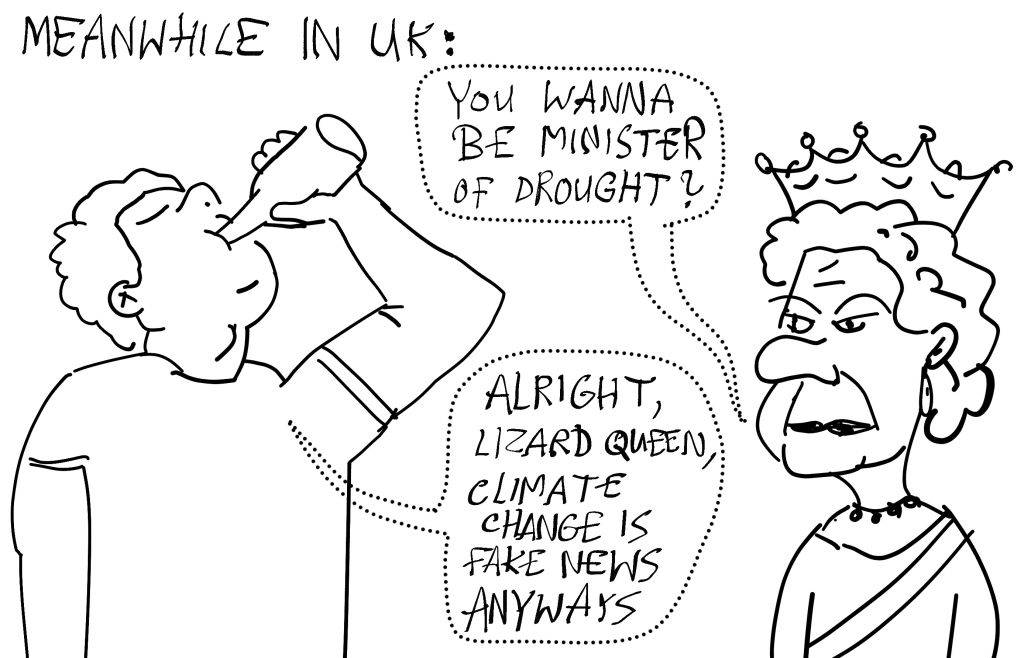 MEANWHILE IN UK:
YOU WANNA
BE MINISTER
OF DROUGHT?
ALRIGHT,
LIZARD QUEEN,
CLIMATE
CHANGE IS
FAKE NEWS
ANYWAYS